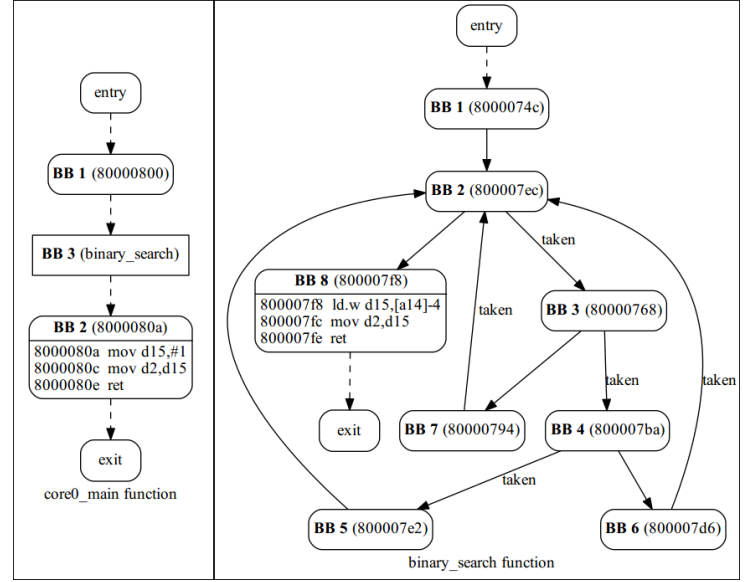 entry
BB 1 (80000800)
BB 3 (binary_search)
BB 2 (8000080a)
8000080a mov d15,#1
8000080c mov d2,d15
8000080e ret
exit
core0_main function
entry
BB 1 (8000074c)
BB 2 (800007ec)
taken
BB 8 (800007f8)
800007f8 ld.w d15,[a14]-4
800007fc mov d2,d15
800007fe ret
taken
BB 3 (80000768)
taken
taken
exit
BB 7 (80000794)
BB 4 (800007ba)
taken
BB 5 (800007e2)
BB 6 (800007d6)
binary_search function